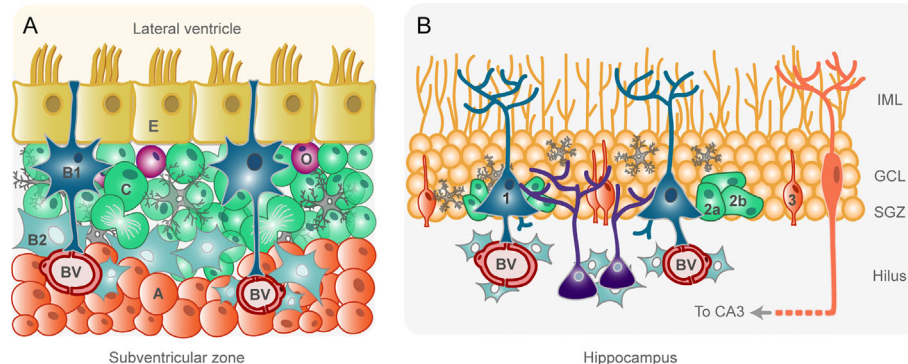 A
Lateral ventricle
E
B1
C
O
B2
BV
A
BV
Subventricular zone
B
IML
GCL
SGZ
Hilus
1
2a
2b
3
BV
BV
To CA3
Hippocampus